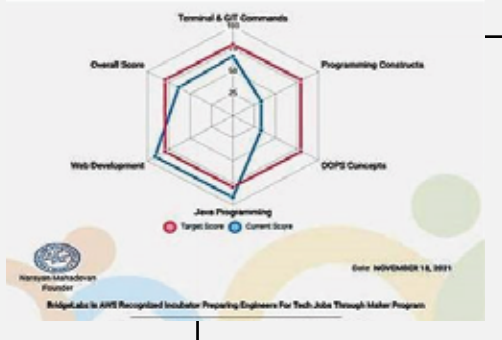 Terminal & GIT Commands
100
75
50
25
Overall Score
Programming Constructs
Web Development
OOPS Concepts
Java Programming
Target Score
Current Score
Narayan Mahadevan
Founder
Date: NOVEMBER 18, 2021
BridgeLabz is AWS Recognized Incubator Preparing Engineers For Tech Jobs Through Maker Program